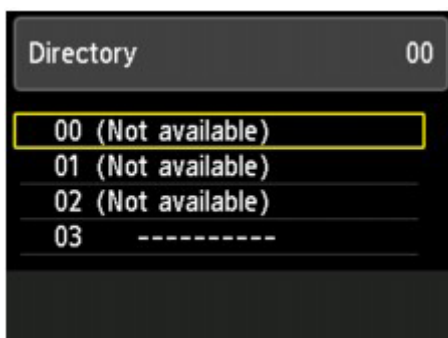 Directory 00
00 (Not available)
01 (Not available)
02 (Not available)
03 ----------